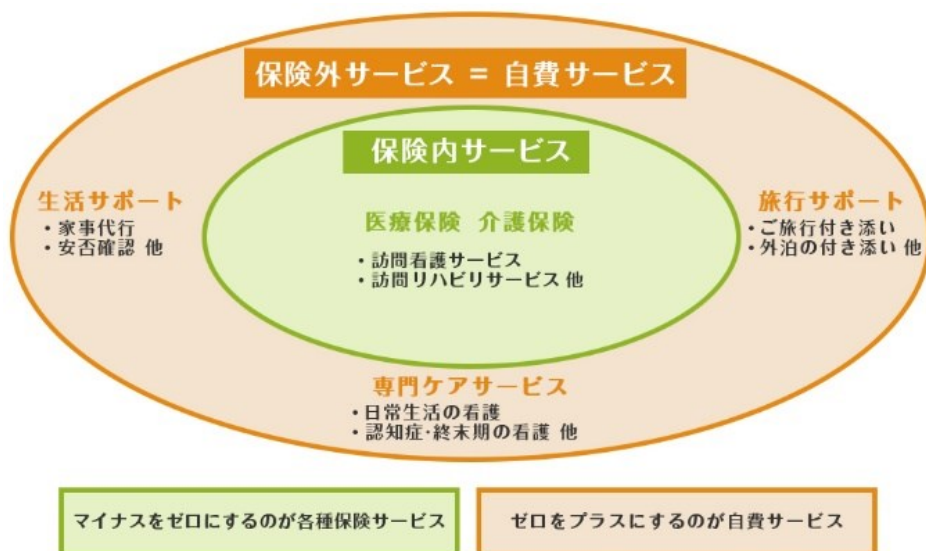 保険外サービス = 自費サービス
保険内サービス
医療保険 介護保険
・訪問看護サービス
・訪問リハビリサービス 他
生活サポート
・家事代行
・安否確認 他
旅行サポート
・ご旅行付き添い
・外泊の付き添い 他
専門ケアサービス
・日常生活の看護
・認知症・終末期の看護 他
マイナスをゼロにするのが各種保険サービス
ゼロをプラスにするのが自費サービス